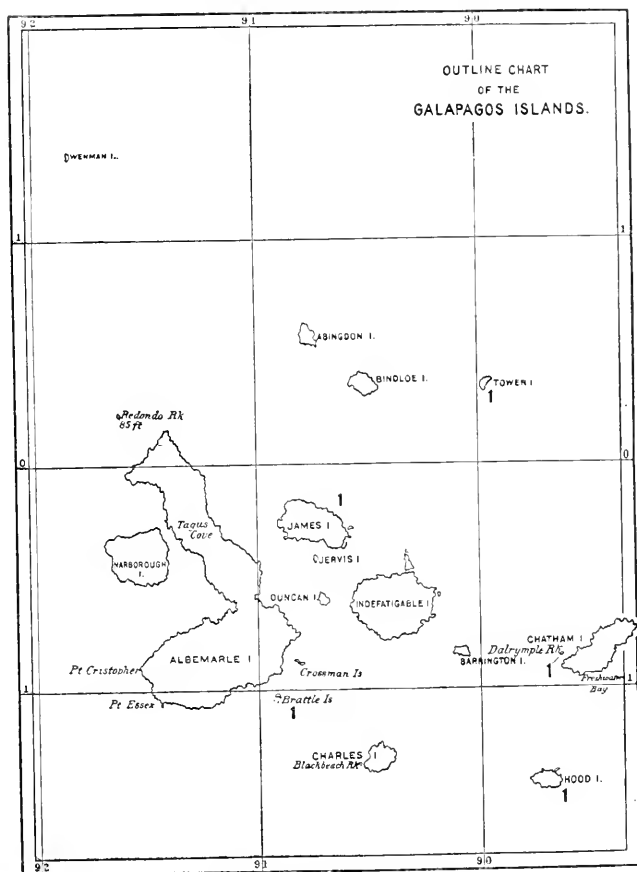 92
91
90
OUTLINE CHART
OF THE
GALAPAGOS ISLANDS.
WENMAN I.
1
1
ABINGDON I.
BINDLOE I.
TOWER I
1
Redondo Rk
85 ft
0
0
1
JAMES I
Tagus
Cove
JERVIS I
NARBOROUGH
I.
DUNCAN I
INDEFATIGABLE I
CHATHAM I
Dalrymple Rk
ALBEMARLE I
BARRINGTON I.
Pt Cristopher
Crossman Is
1
Freshwater
Bay
1
1
Pt Essex
Brattle Is
1
CHARLES
I
Blackbeach Rk
HOOD I.
1
92
91
90